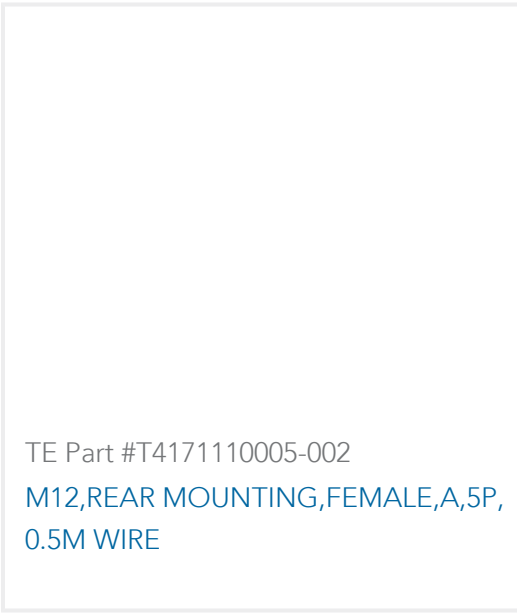 TE Part #T4171110005-002
M12,REAR MOUNTING,FEMALE,A,5P,
0.5M WIRE